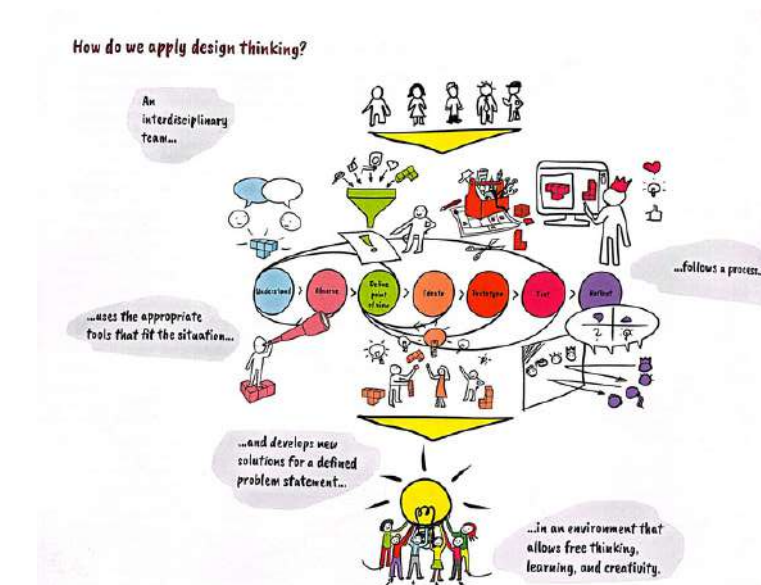 How do we apply design thinking?
An
interdisciplinary
team...
...follows a process...
Understand
Observe
Define
point
of view
Ideate
Prototype
Test
Reflect
...uses the appropriate
tools that fit the situation...
...and develops new
solutions for a defined
problem statement...
...in an environment that
allows free thinking,
learning, and creativity.